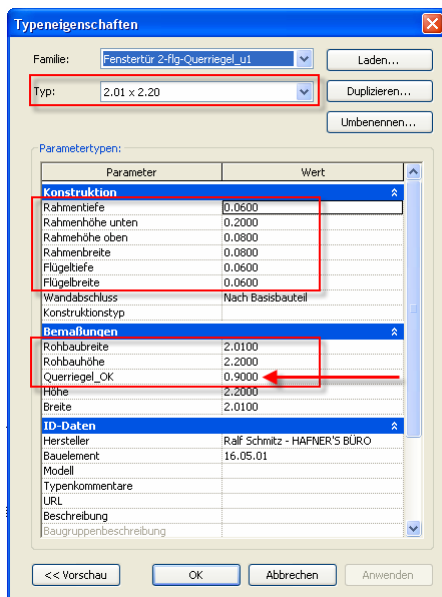 Typeneigenschaften
Familie: Fenstertür 2-flg-Querriegel_u1 Laden...
Typ: 2.01 x 2.20 Duplizieren...
Umbenennen...
Parametertypen:
Parameter Wert
Konstruktion
Rahmentiefe 0.0600
Rahmenhöhe unten 0.2000
Rahmehöhe oben 0.0800
Rahmenbreite 0.0800
Flügeltiefe 0.0600
Flügelbreite 0.0600
Wandabschluss Nach Basisbauteil
Konstruktionstyp
Bemaßungen
Rohbaubreite 2.0100
Rohbauhöhe 2.2000
Querriegel_OK 0.9000
Höhe 2.2000
Breite 2.0100
ID-Daten
Hersteller Ralf Schmitz - HAFNER'S BÜRO
Bauelement 16.05.01
Modell
Typenkommentare
URL
Beschreibung
Baugruppenbeschreibung
<< Vorschau OK Abbrechen Anwenden